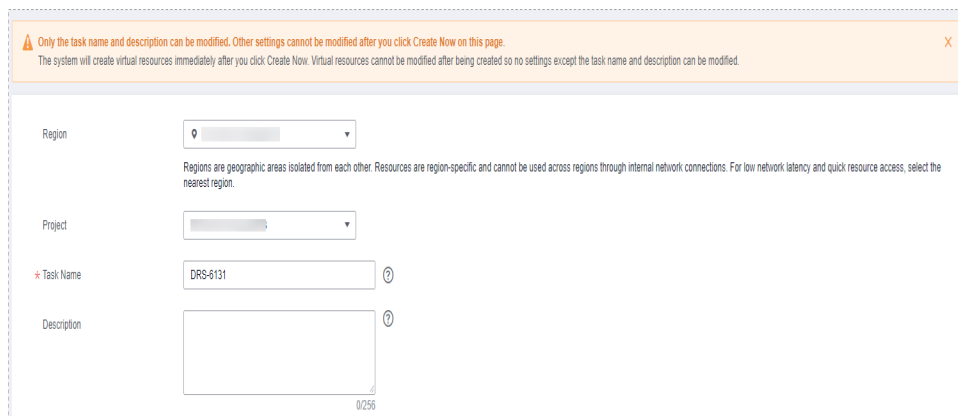 Only the task name and description can be modified. Other settings cannot be modified after you click Create Now on this page.
The system will create virtual resources immediately after you click Create Now. Virtual resources cannot be modified after being created so no settings except the task name and description can be modified.
Region
Regions are geographic areas isolated from each other. Resources are region-specific and cannot be used across regions through internal network connections. For low network latency and quick resource access, select the
nearest region.
Project
* Task Name
DRS-6131
?
Description
?
0/256